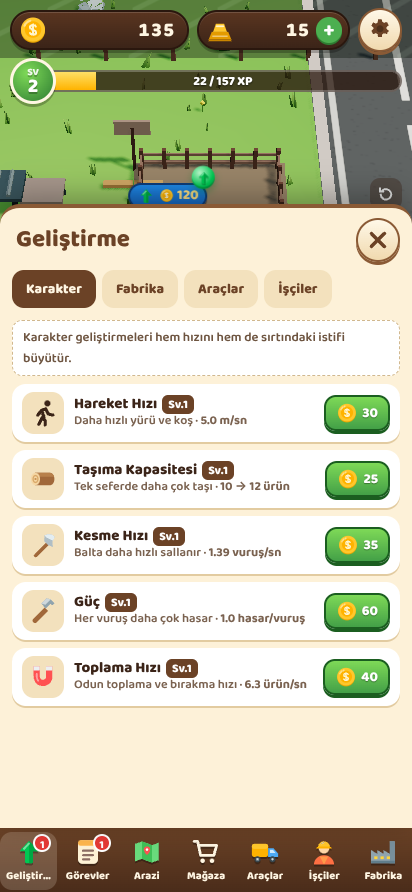 135
15
SV
2
22 / 157 XP
120
Geliştirme
Karakter
Fabrika
Araçlar
İşçiler
Karakter geliştirmeleri hem hızını hem de sırtındaki istifi
büyütür.
Hareket Hızı Sv.1
Daha hızlı yürü ve koş · 5.0 m/sn
30
Taşıma Kapasitesi Sv.1
Tek seferde daha çok taşı · 10 → 12 ürün
25
Kesme Hızı Sv.1
Balta daha hızlı sallanır · 1.39 vuruş/sn
35
Güç Sv.1
Her vuruş daha çok hasar · 1.0 hasar/vuruş
60
Toplama Hızı Sv.1
Odun toplama ve bırakma hızı · 6.3 ürün/sn
40
1
1
Geliştir...
Görevler
Arazi
Mağaza
Araçlar
İşçiler
Fabrika